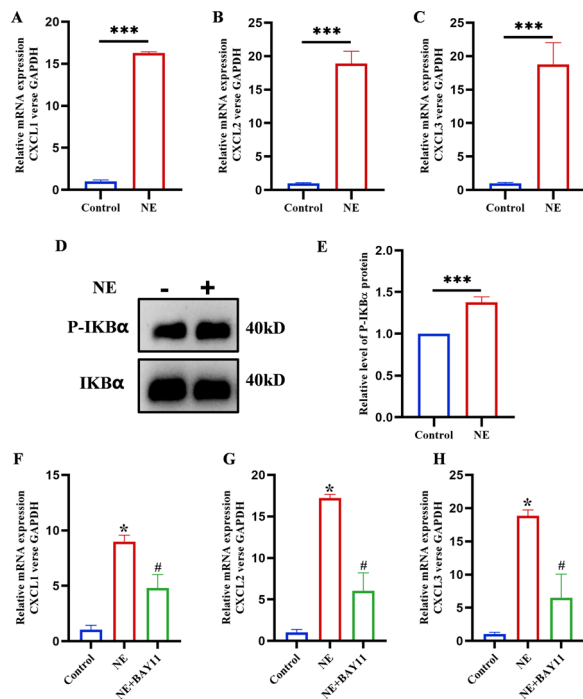 A
Relative mRNA expression
CXCL1 verse GAPDH
20
15
10
5
0
***
Control
NE
B
Relative mRNA expression
CXCL2 verse GAPDH
25
20
15
10
5
0
***
Control
NE
C
Relative mRNA expression
CXCL3 verse GAPDH
25
20
15
10
5
0
***
Control
NE
D
NE - +
P-IKBα 40kD
IKBα 40kD
E
Relative level of P-IKBα protein
2.0
1.5
1.0
0.5
0.0
***
Control
NE
F
Relative mRNA expression
CXCL1 verse GAPDH
15
10
5
0
*
#
Control
NE
NE+BAY11
G
Relative mRNA expression
CXCL2 verse GAPDH
20
15
10
5
0
*
#
Control
NE
NE+BAY11
H
Relative mRNA expression
CXCL3 verse GAPDH
25
20
15
10
5
0
*
#
Control
NE
NE+BAY11